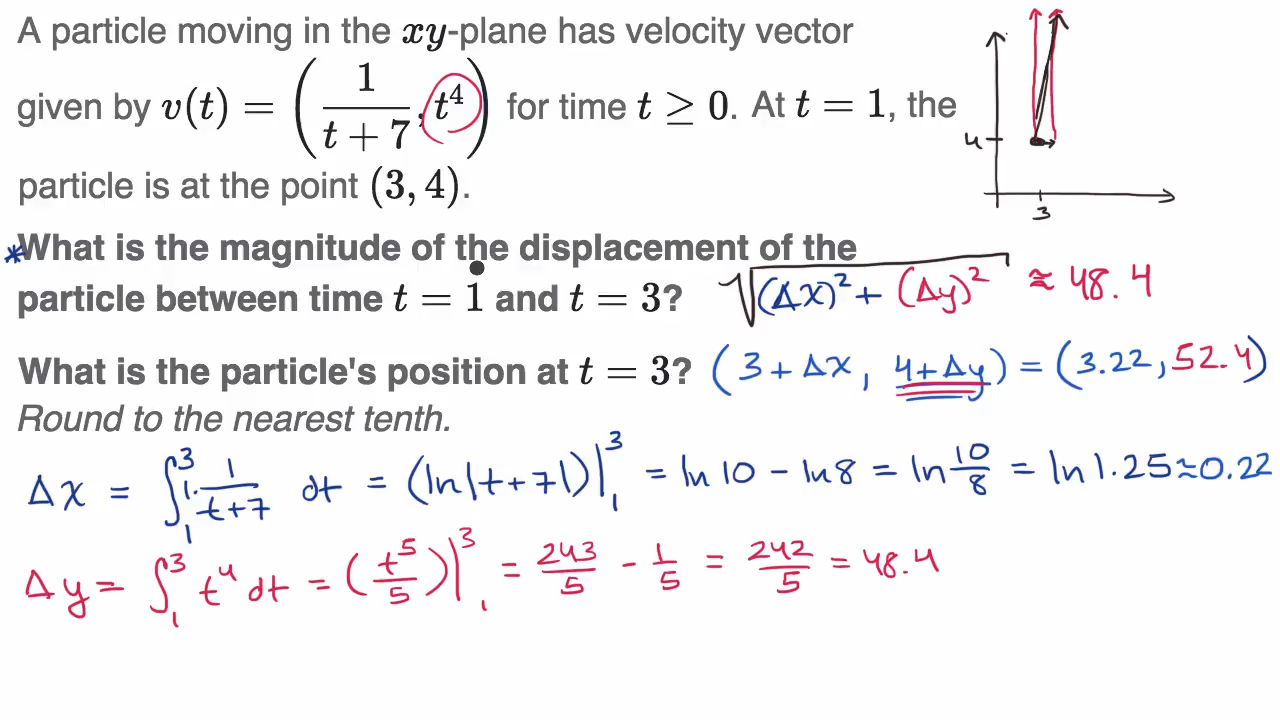 A particle moving in the xy-plane has velocity vector
given by v(t) = (1/(t + 7), t⁴) for time t ≥ 0. At t = 1, the
particle is at the point (3, 4).
4
3
*What is the magnitude of the displacement of the
particle between time t = 1 and t = 3?
√((Δx)² + (Δy)²) ≈ 48.4
What is the particle's position at t = 3? (3 + Δx, 4 + Δy) = (3.22, 52.4)
Round to the nearest tenth.
Δx = ∫₁³ 1·1/(t+7) dt = (ln|t+7|)|₁³ = ln 10 − ln 8 = ln 10/8 = ln 1.25 ≈ 0.22
Δy = ∫₁³ t⁴ dt = (t⁵/5)|₁³ = 243/5 − 1/5 = 242/5 = 48.4